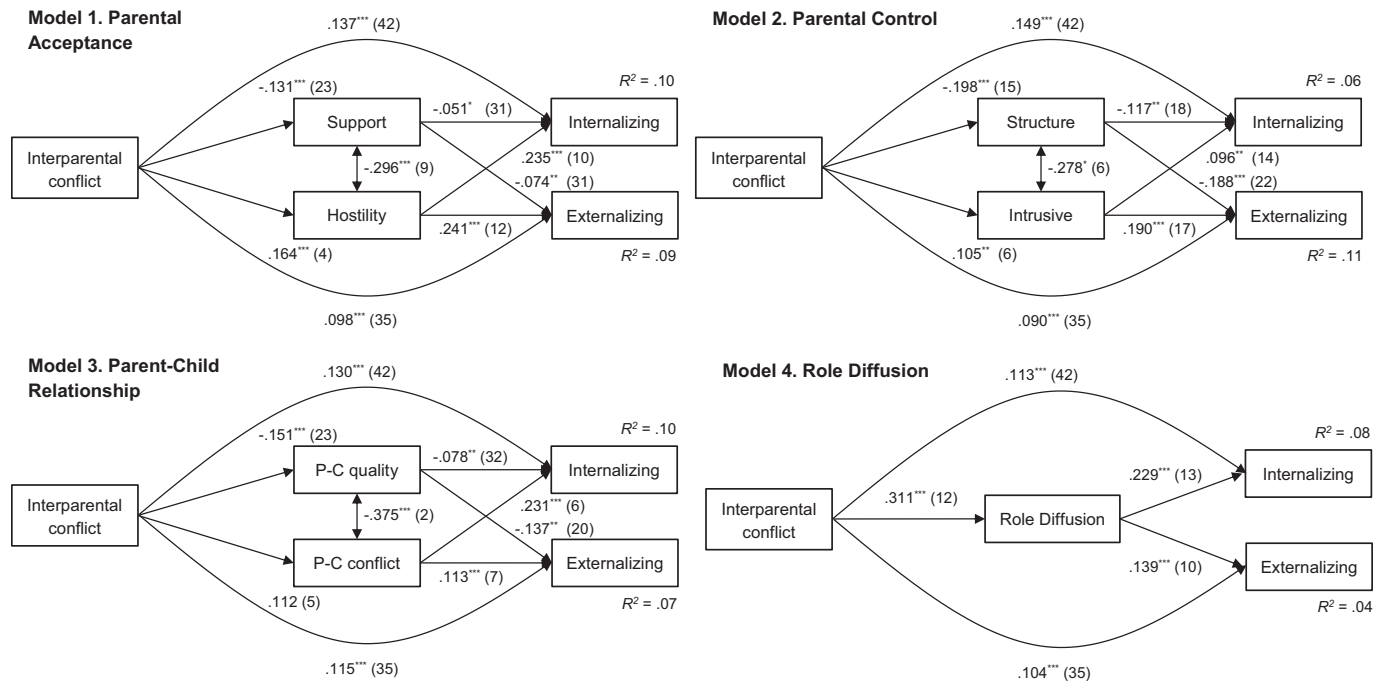 Model 1. Parental
Acceptance
.137*** (42)
R² = .10
-.131*** (23)
-.051* (31)
Support
Internalizing
Interparental
conflict
-.296*** (9)
.235*** (10)
-.074** (31)
Hostility
Externalizing
.241*** (12)
.164*** (4)
R² = .09
.098*** (35)
Model 2. Parental Control
.149*** (42)
R² = .06
-.198*** (15)
-.117** (18)
Structure
Internalizing
Interparental
conflict
-.278* (6)
.096** (14)
-.188*** (22)
Intrusive
Externalizing
.190*** (17)
.105** (6)
R² = .11
.090*** (35)
Model 3. Parent-Child
Relationship
.130*** (42)
R² = .10
-.151*** (23)
-.078** (32)
P-C quality
Internalizing
Interparental
conflict
-.375*** (2)
.231*** (6)
-.137** (20)
P-C conflict
Externalizing
.113*** (7)
.112 (5)
R² = .07
.115*** (35)
Model 4. Role Diffusion
.113*** (42)
R² = .08
.229*** (13)
Internalizing
.311*** (12)
Interparental
conflict
Role Diffusion
.139*** (10)
Externalizing
R² = .04
.104*** (35)